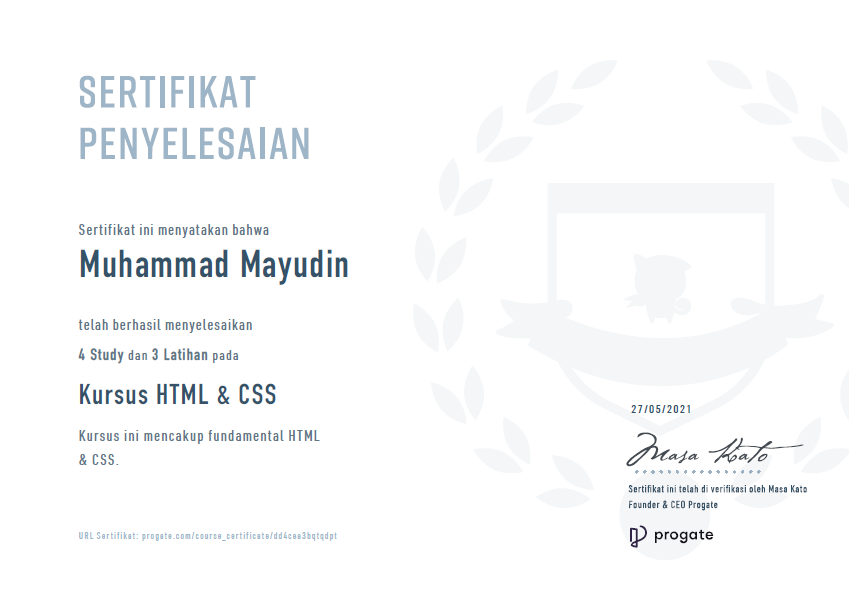 SERTIFIKAT
PENYELESAIAN
Sertifikat ini menyatakan bahwa
Muhammad Mayudin
telah berhasil menyelesaikan
4 Study dan 3 Latihan pada
Kursus HTML & CSS
Kursus ini mencakup fundamental HTML
& CSS.
URL Sertifikat: progate.com/course_certificate/dd4cea3bqtqdpt
27/05/2021
Masa Kato
Sertifikat ini telah di verifikasi oleh Masa Kato
Founder & CEO Progate
progate